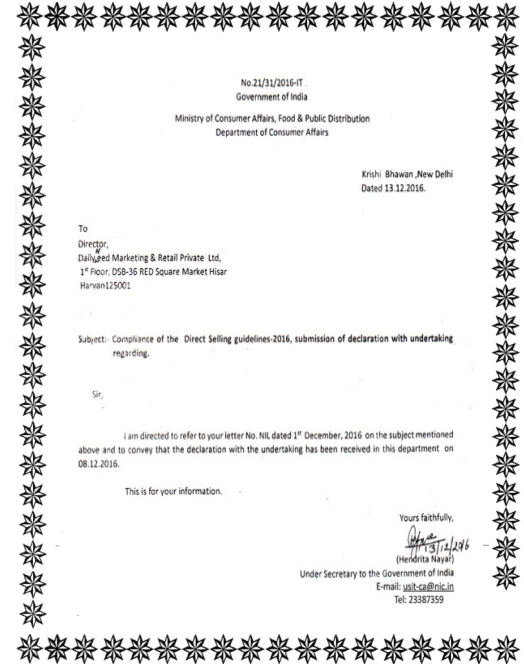 No.21/31/2016-IT
Government of India
Ministry of Consumer Affairs, Food & Public Distribution
Department of Consumer Affairs
Krishi Bhawan ,New Delhi
Dated 13.12.2016.
To
Director,
DailyNeed Marketing & Retail Private Ltd,
1st Floor, DSB-36 RED Square Market Hisar
Haryan125001
Subject:- Compliance of the Direct Selling guidelines-2016, submission of declaration with undertaking
regarding.
Sir,
I am directed to refer to your letter No. NIL dated 1st December, 2016 on the subject mentioned
above and to convey that the declaration with the undertaking has been received in this department on
08.12.2016.
This is for your information.
Yours faithfully,
13/12/2016
(Hendrita Nayar)
Under Secretary to the Government of India
E-mail: usit-ca@nic.in
Tel: 23387359